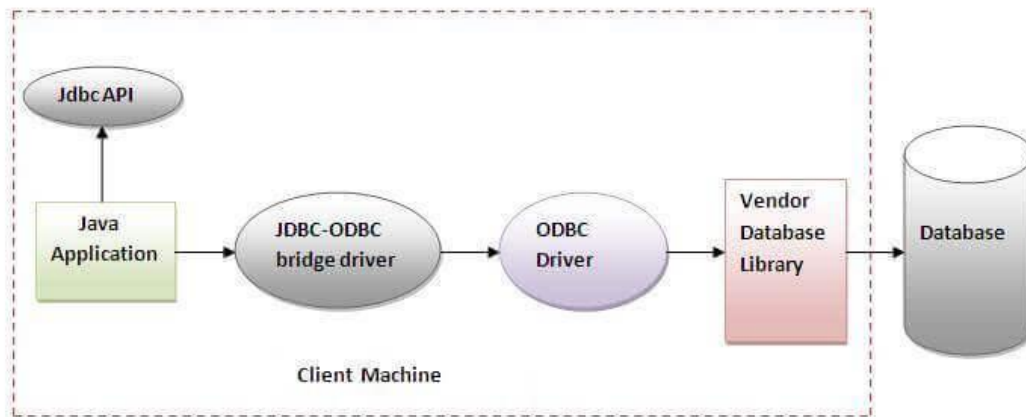 Jdbc API
Java
Application
JDBC-ODBC
bridge driver
ODBC
Driver
Vendor
Database
Library
Database
Client Machine